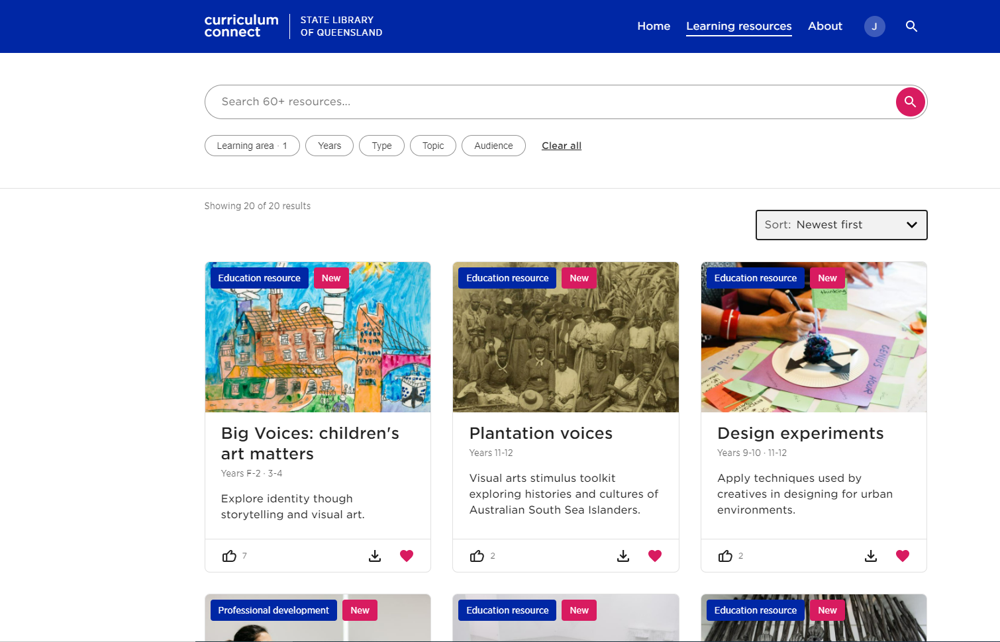 curriculum
connect
STATE LIBRARY
OF QUEENSLAND
Home
Learning resources
About
J
Search 60+ resources...
Learning area · 1
Years
Type
Topic
Audience
Clear all
Showing 20 of 20 results
Sort: Newest first
Education resource
New
Big Voices: children's
art matters
Years F-2 · 3-4
Explore identity though
storytelling and visual art.
7
Education resource
New
Plantation voices
Years 11-12
Visual arts stimulus toolkit
exploring histories and cultures of
Australian South Sea Islanders.
2
Education resource
New
thinking
GENIUS
HOUR
Design experiments
Years 9-10 · 11-12
Apply techniques used by
creatives in designing for urban
environments.
2
Professional development
New
Education resource
New
Education resource
New